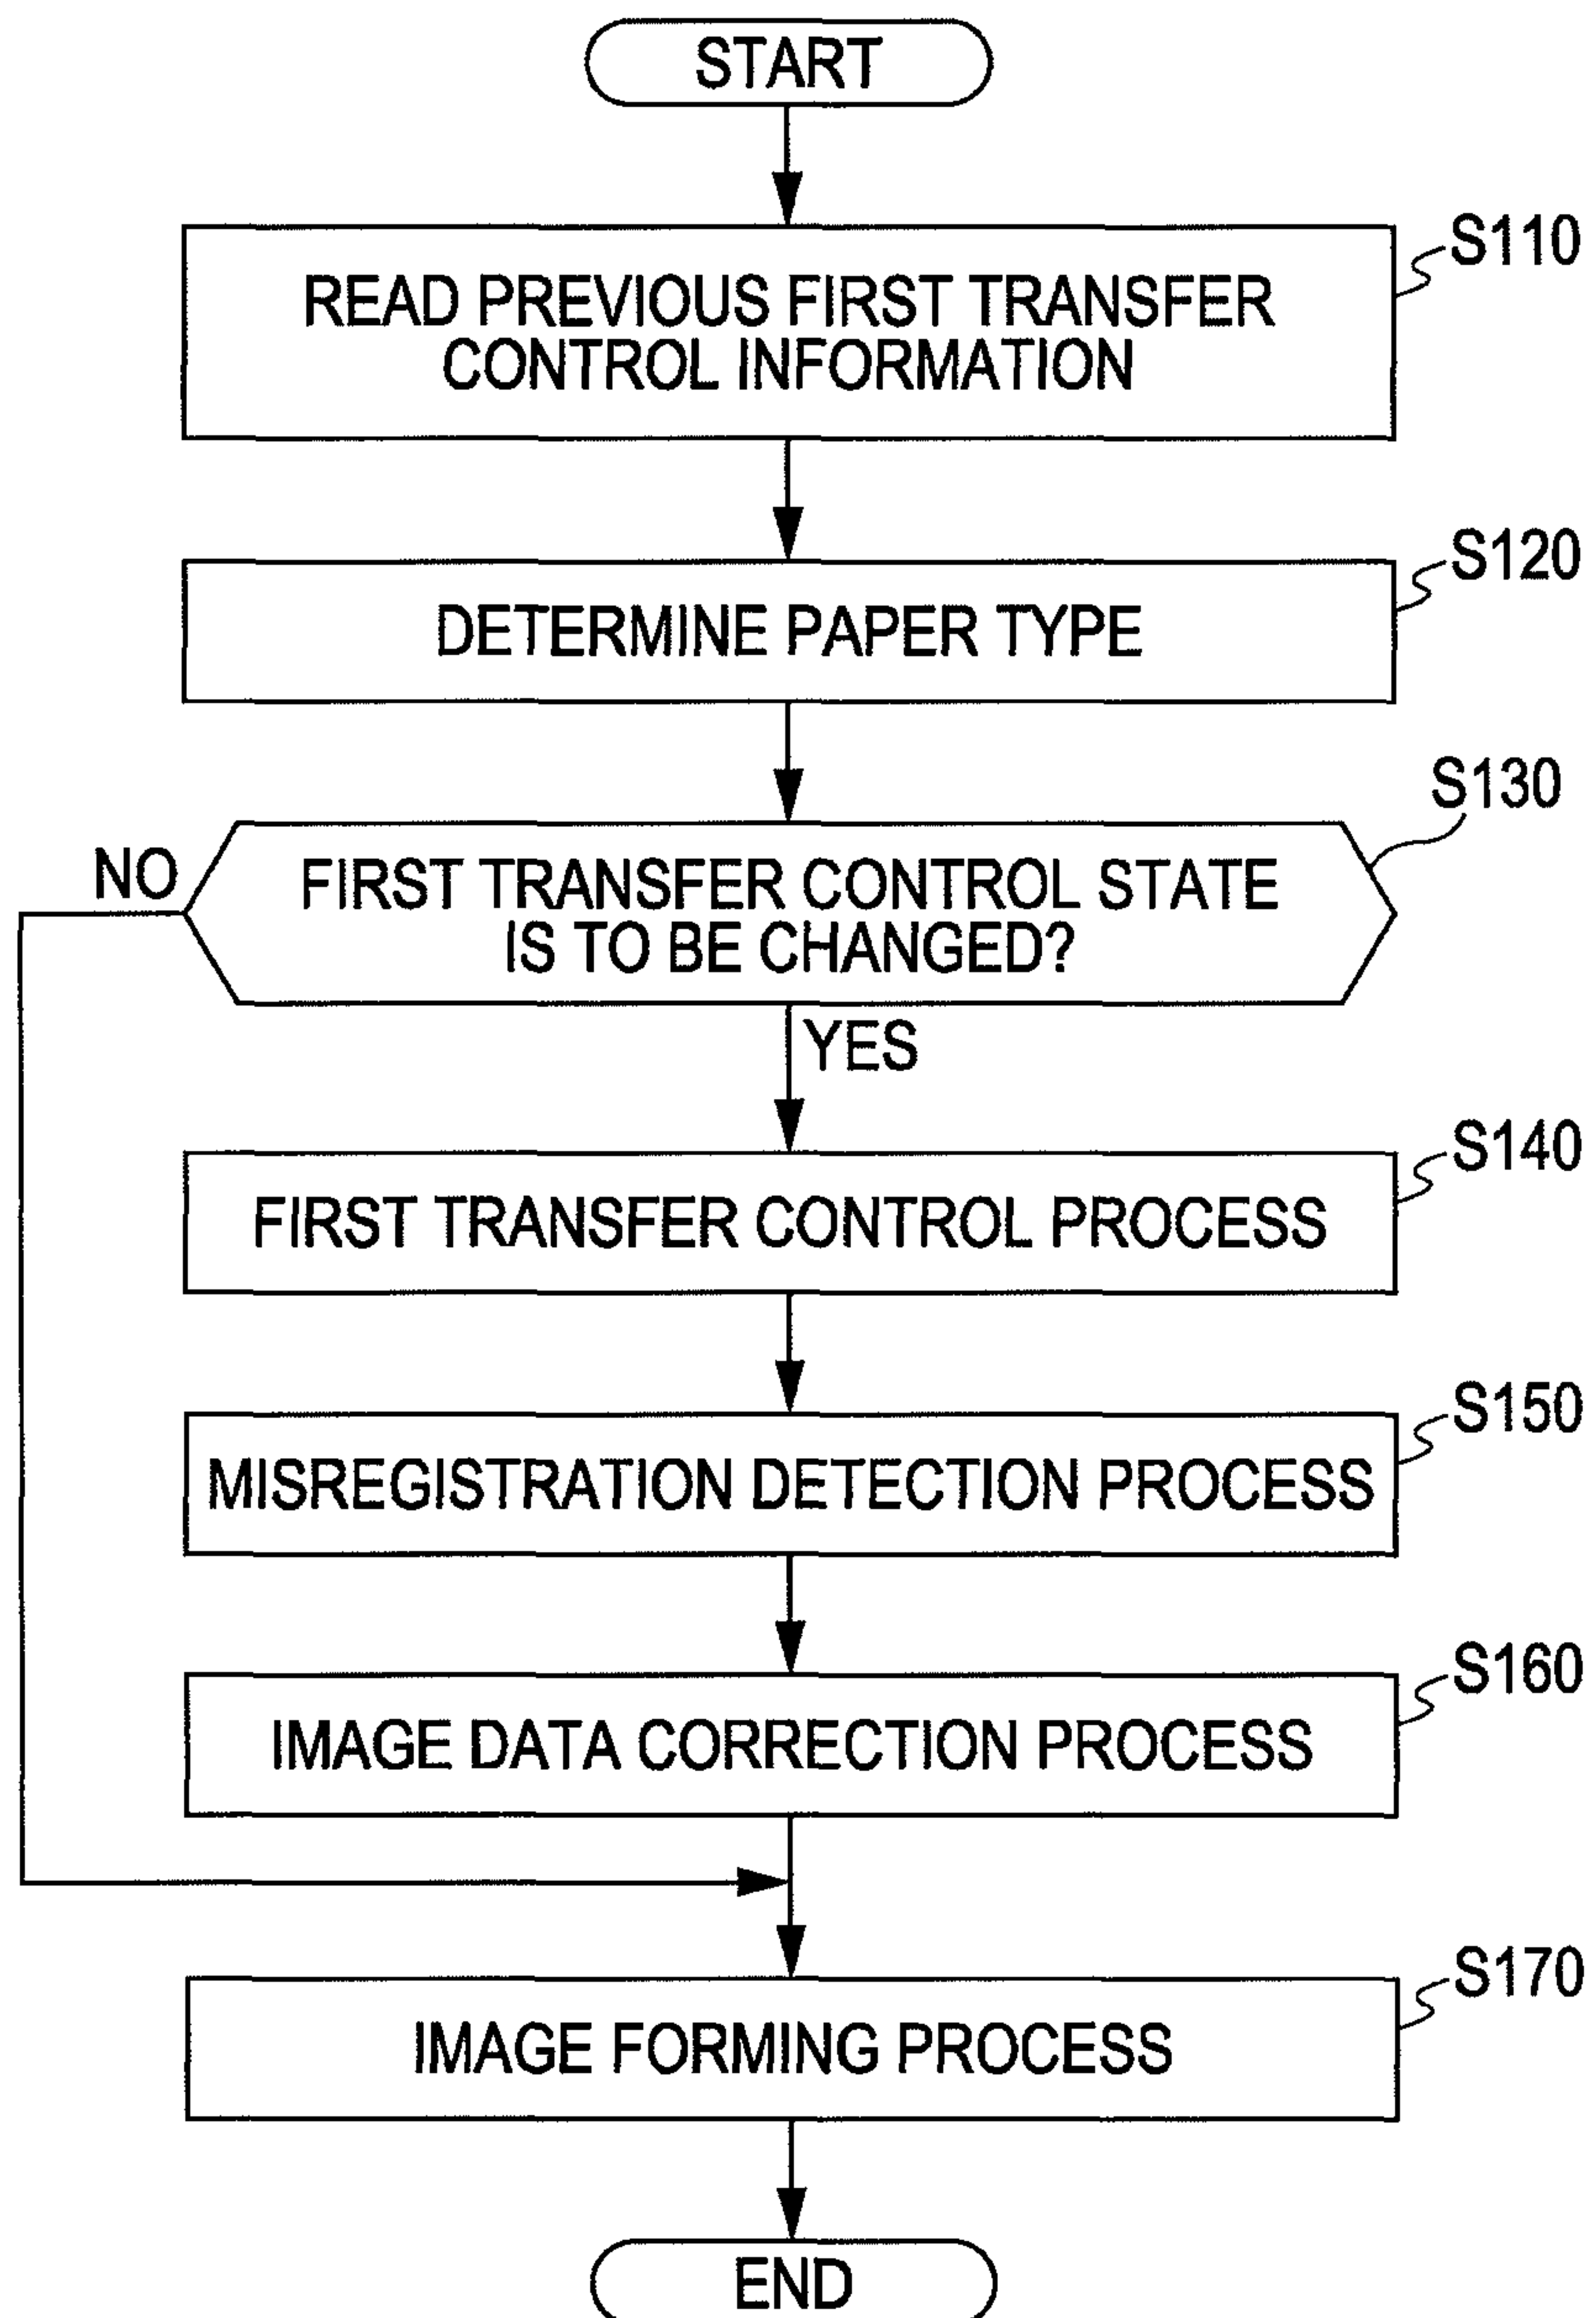 START
S110
READ PREVIOUS FIRST TRANSFER
CONTROL INFORMATION
S120
DETERMINE PAPER TYPE
S130
NO
FIRST TRANSFER CONTROL STATE
IS TO BE CHANGED?
YES
S140
FIRST TRANSFER CONTROL PROCESS
S150
MISREGISTRATION DETECTION PROCESS
S160
IMAGE DATA CORRECTION PROCESS
S170
IMAGE FORMING PROCESS
END